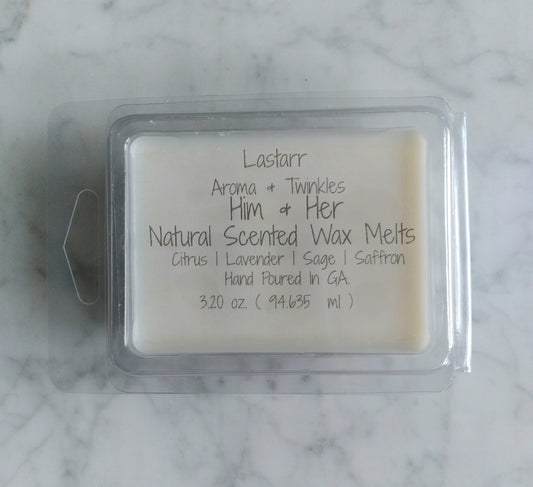 Lastarr
Aroma & Twinkles
Him & Her
Natural Scented Wax Melts
Citrus | Lavender | Sage | Saffron
Hand Poured In GA.
3.20 oz. ( 94.635 ml )